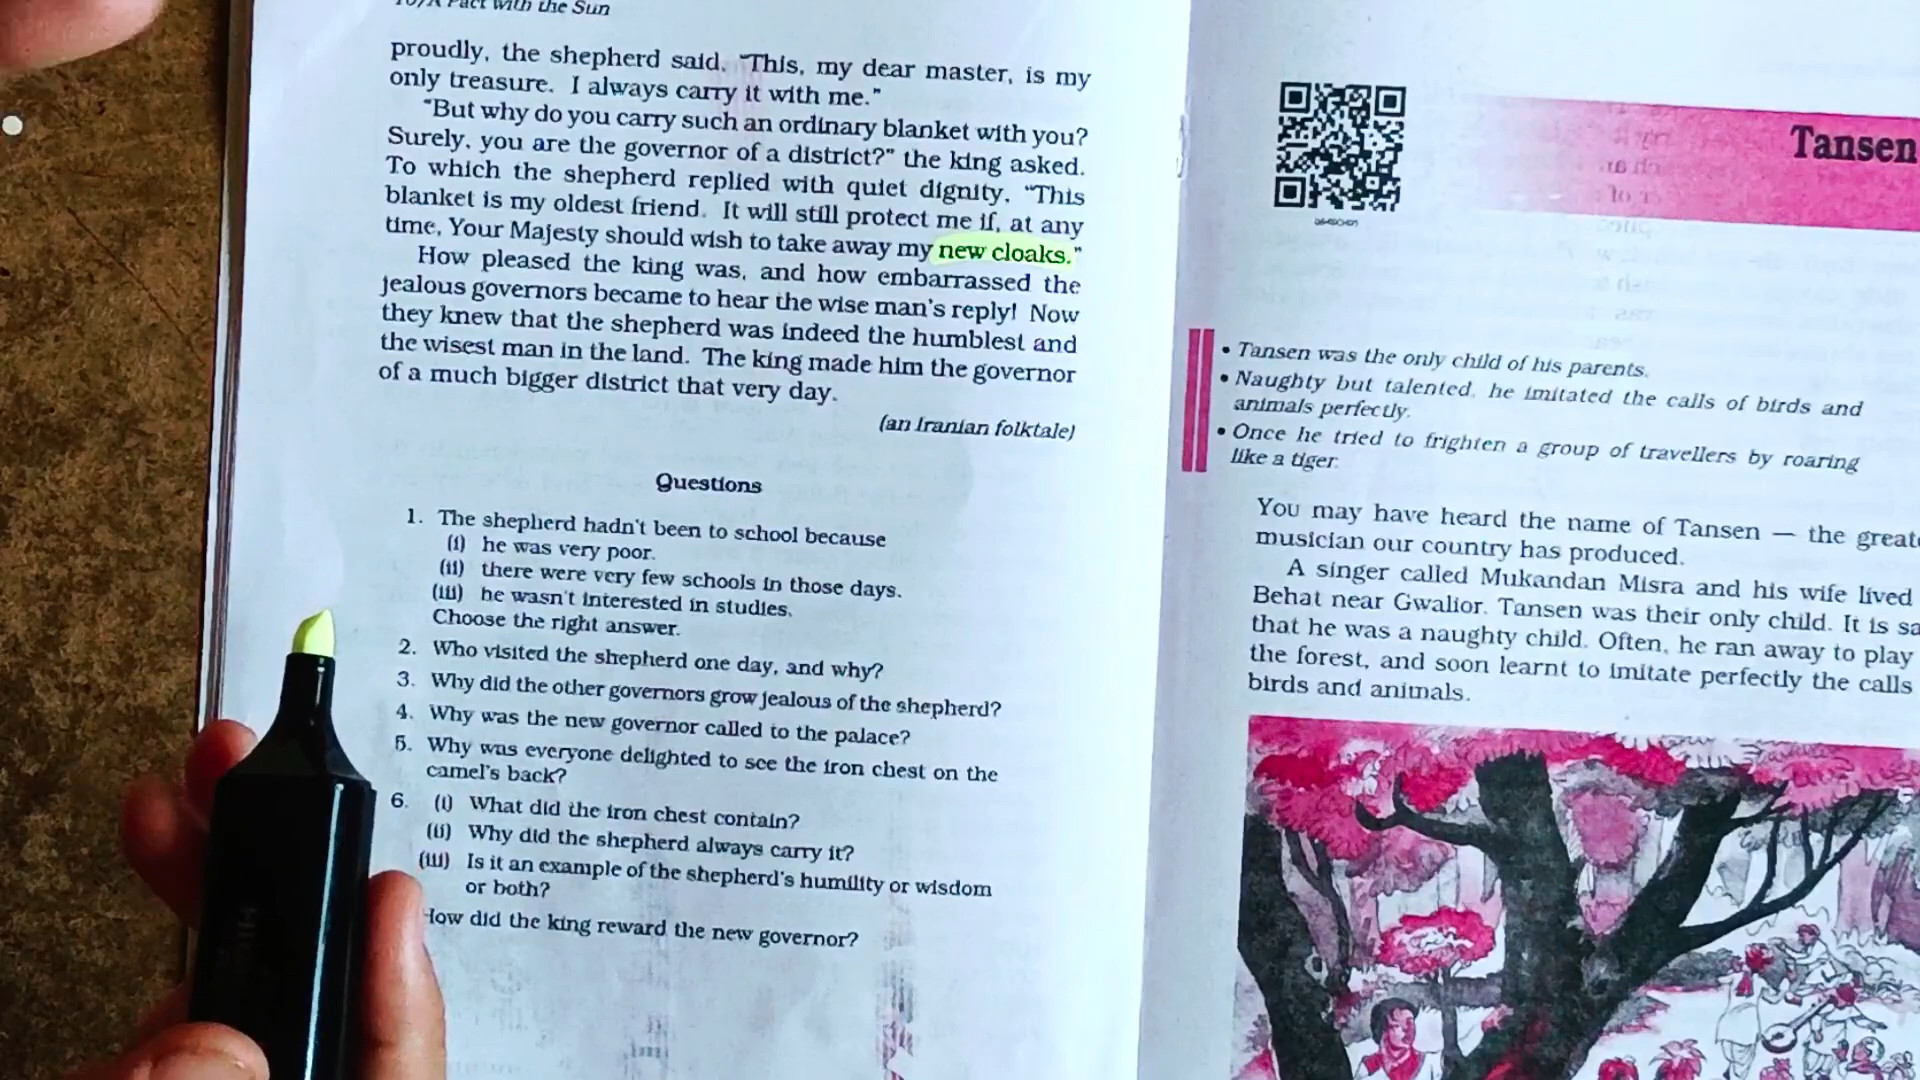 A Pact with the Sun
proudly, the shepherd said. “This, my dear master, is my
only treasure. I always carry it with me.”
“But why do you carry such an ordinary blanket with you?
Surely, you are the governor of a district?” the king asked.
To which the shepherd replied with quiet dignity, “This
blanket is my oldest friend. It will still protect me if, at any
time, Your Majesty should wish to take away my new cloaks.”
How pleased the king was, and how embarrassed the
jealous governors became to hear the wise man’s reply! Now
they knew that the shepherd was indeed the humblest and
the wisest man in the land. The king made him the governor
of a much bigger district that very day.
(an Iranian folktale)
Questions
1. The shepherd hadn’t been to school because
(i) he was very poor.
(ii) there were very few schools in those days.
(iii) he wasn’t interested in studies.
Choose the right answer.
2. Who visited the shepherd one day, and why?
3. Why did the other governors grow jealous of the shepherd?
4. Why was the new governor called to the palace?
5. Why was everyone delighted to see the iron chest on the
camel’s back?
6. (i) What did the iron chest contain?
(ii) Why did the shepherd always carry it?
(iii) Is it an example of the shepherd’s humility or wisdom
or both?
How did the king reward the new governor?
Tansen
• Tansen was the only child of his parents.
• Naughty but talented, he imitated the calls of birds and
animals perfectly.
• Once he tried to frighten a group of travellers by roaring
like a tiger.
You may have heard the name of Tansen — the
musician our country has produced.
A singer called Mukandan Misra and his wife lived
Behat near Gwalior. Tansen was their only child. It is
that he was a naughty child. Often, he ran away to play
the forest, and soon learnt to imitate perfectly the calls
birds and animals.